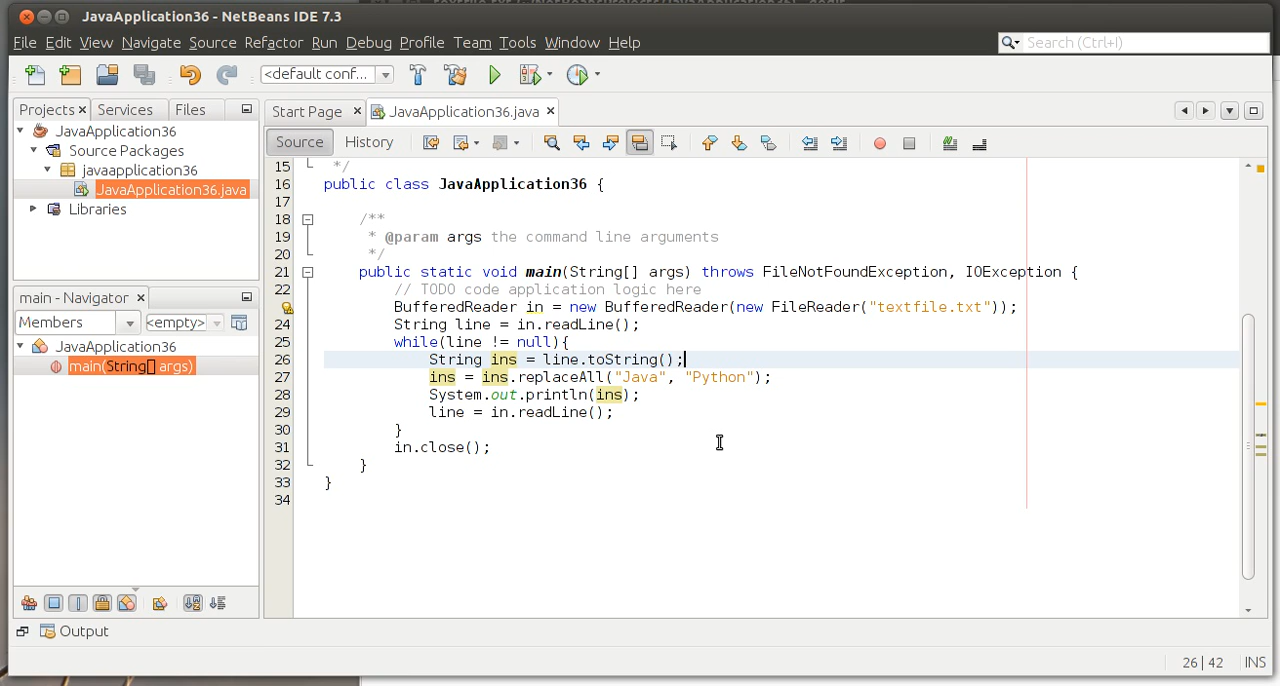 JavaApplication36 - NetBeans IDE 7.3
File Edit View Navigate Source Refactor Run Debug Profile Team Tools Window Help
Search (Ctrl+I)
<default conf...
Projects Services Files
Start Page JavaApplication36.java
JavaApplication36
Source Packages
javaapplication36
JavaApplication36.java
Libraries
main - Navigator
Members <empty>
JavaApplication36
main(String[] args)
Source History
15 */
16 public class JavaApplication36 {
17
18 /**
19 * @param args the command line arguments
20 */
21 public static void main(String[] args) throws FileNotFoundException, IOException {
22 // TODO code application logic here
BufferedReader in = new BufferedReader(new FileReader("textfile.txt"));
24 String line = in.readLine();
25 while(line != null){
26 String ins = line.toString();
27 ins = ins.replaceAll("Java", "Python");
28 System.out.println(ins);
29 line = in.readLine();
30 }
31 in.close();
32 }
33 }
34
Output
26|42 INS